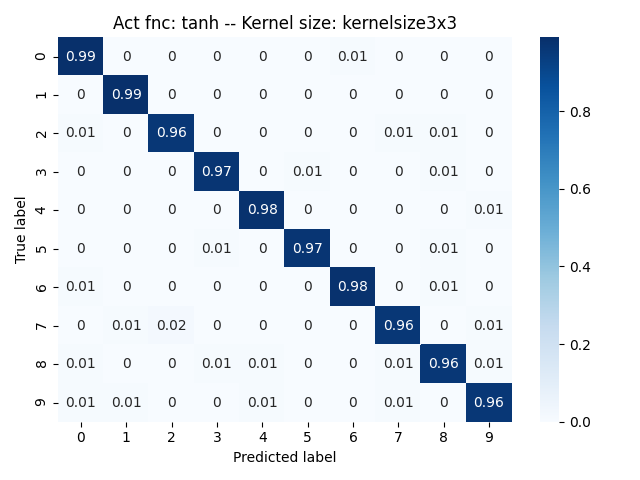 Act fnc: tanh -- Kernel size: kernelsize3x3
True label
0 0.99 0 0 0 0 0 0.01 0 0 0
1 0 0.99 0 0 0 0 0 0 0 0
2 0.01 0 0.96 0 0 0 0 0.01 0.01 0
3 0 0 0 0.97 0 0.01 0 0 0.01 0
4 0 0 0 0 0.98 0 0 0 0 0.01
5 0 0 0 0.01 0 0.97 0 0 0.01 0
6 0.01 0 0 0 0 0 0.98 0 0.01 0
7 0 0.01 0.02 0 0 0 0 0.96 0 0.01
8 0.01 0 0 0.01 0.01 0 0 0.01 0.96 0.01
9 0.01 0.01 0 0 0.01 0 0 0.01 0 0.96
0 1 2 3 4 5 6 7 8 9
Predicted label
0.8
0.6
0.4
0.2
0.0